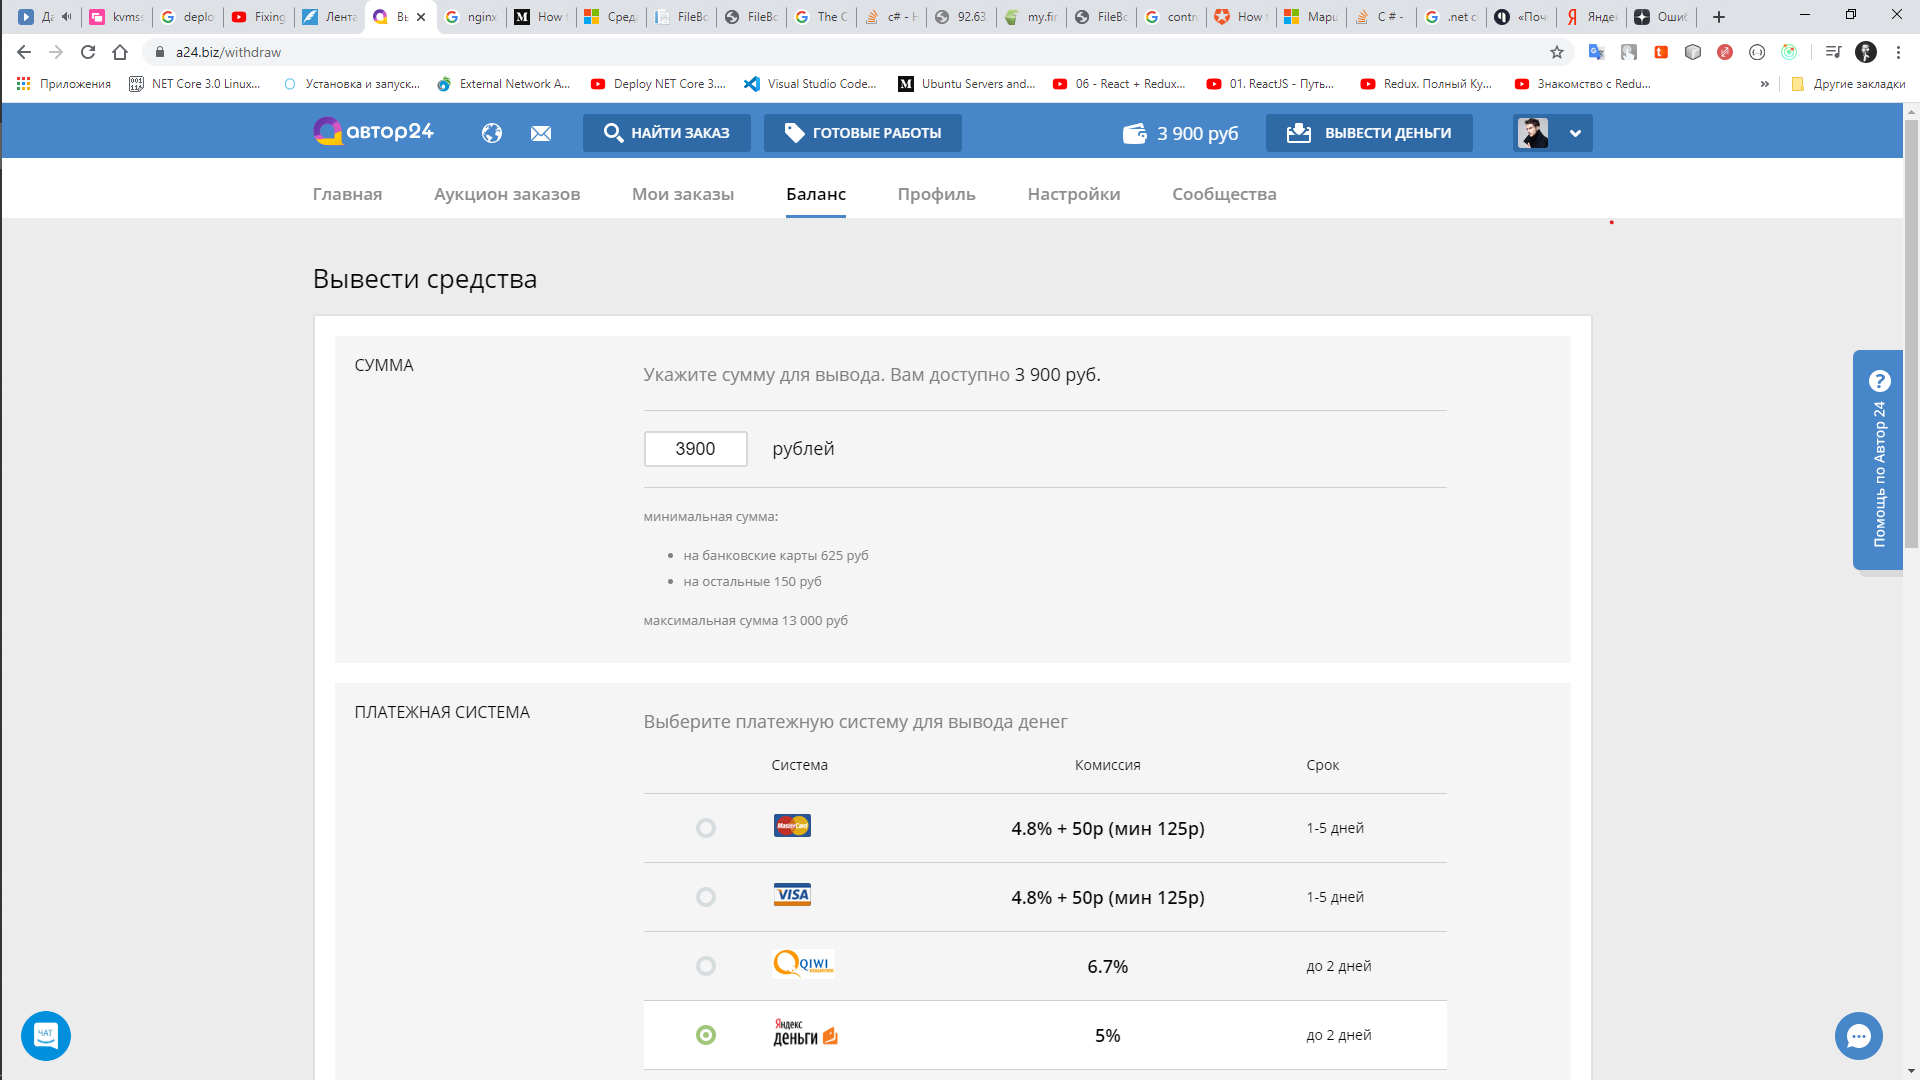 Да kvms deplo Fixing Лента Вы nginx M How Сред FileBo FileBo The C c# - H 92.63. my.fir FileBo contro How Марш C # - .net c «Поч Янде Ошиб
a24.biz/withdraw
Приложения NET Core 3.0 Linux... Установка и запуск... External Network A... Deploy NET Core 3.... Visual Studio Code... Ubuntu Servers and... 06 - React + Redux... 01. ReactJS - Путь... Redux. Полный Ку... Знакомство с Redu... » Другие закладки
автор24 НАЙТИ ЗАКАЗ ГОТОВЫЕ РАБОТЫ 3 900 руб ВЫВЕСТИ ДЕНЬГИ
Главная Аукцион заказов Мои заказы Баланс Профиль Настройки Сообщества
Вывести средства
СУММА
Укажите сумму для вывода. Вам доступно 3 900 руб.
3900 рублей
минимальная сумма:
• на банковские карты 625 руб
• на остальные 150 руб
максимальная сумма 13 000 руб
ПЛАТЕЖНАЯ СИСТЕМА
Выберите платежную систему для вывода денег
Система Комиссия Срок
MasterCard 4.8% + 50р (мин 125р) 1-5 дней
VISA 4.8% + 50р (мин 125р) 1-5 дней
QIWI кошелек 6.7% до 2 дней
Яндекс деньги 5% до 2 дней
Помощь по Автор 24
ЧАТ